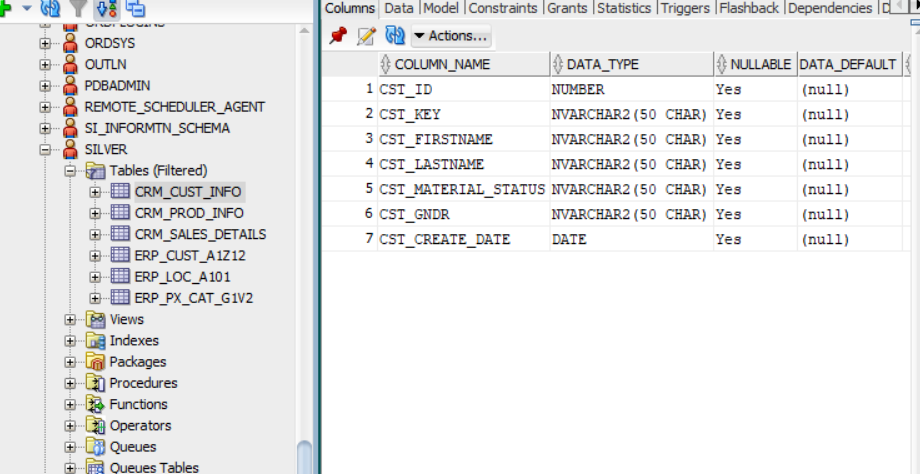 ORDSYS
OUTLN
PDBADMIN
REMOTE_SCHEDULER_AGENT
SI_INFORMTN_SCHEMA
SILVER
Tables (Filtered)
CRM_CUST_INFO
CRM_PROD_INFO
CRM_SALES_DETAILS
ERP_CUST_A1Z12
ERP_LOC_A101
ERP_PX_CAT_G1V2
Views
Indexes
Packages
Procedures
Functions
Operators
Queues
Queues Tables
Columns Data Model Constraints Grants Statistics Triggers Flashback Dependencies
Actions...
COLUMN_NAME DATA_TYPE NULLABLE DATA_DEFAULT
1 CST_ID NUMBER Yes (null)
2 CST_KEY NVARCHAR2(50 CHAR) Yes (null)
3 CST_FIRSTNAME NVARCHAR2(50 CHAR) Yes (null)
4 CST_LASTNAME NVARCHAR2(50 CHAR) Yes (null)
5 CST_MATERIAL_STATUS NVARCHAR2(50 CHAR) Yes (null)
6 CST_GNDR NVARCHAR2(50 CHAR) Yes (null)
7 CST_CREATE_DATE DATE Yes (null)